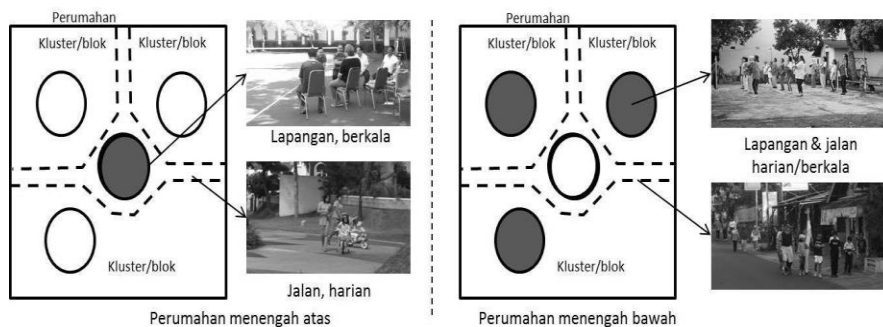 Perumahan
Kluster/blok
Kluster/blok
Kluster/blok
Lapangan, berkala
Jalan, harian
Perumahan menengah atas
Perumahan
Kluster/blok
Kluster/blok
Kluster/blok
Lapangan & jalan
harian/berkala
Perumahan menengah bawah